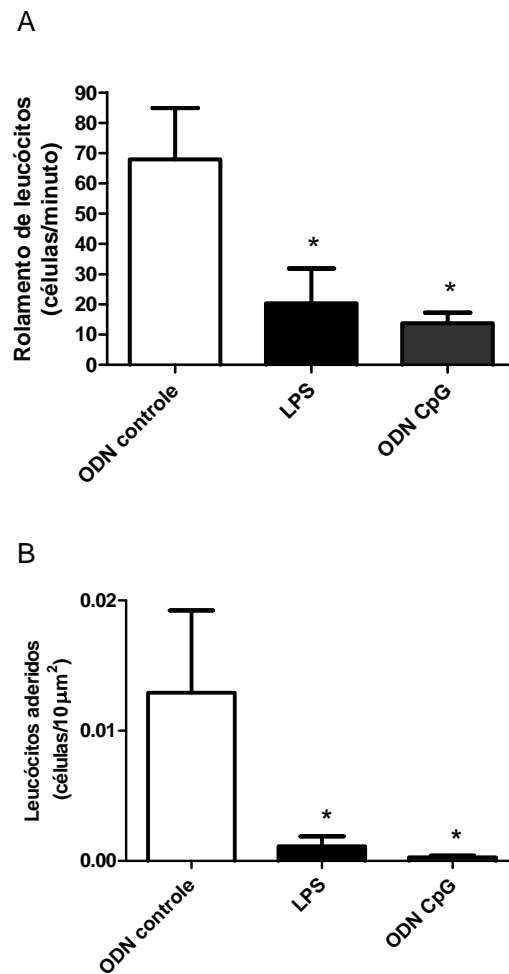 A
Rolamento de leucócitos
(células/minuto)
90
80
70
60
50
40
30
20
10
0
*
*
ODN controle
LPS
ODN CpG
B
Leucócitos aderidos
(células/10 µm²)
0.02
0.01
0.00
*
*
ODN controle
LPS
ODN CpG